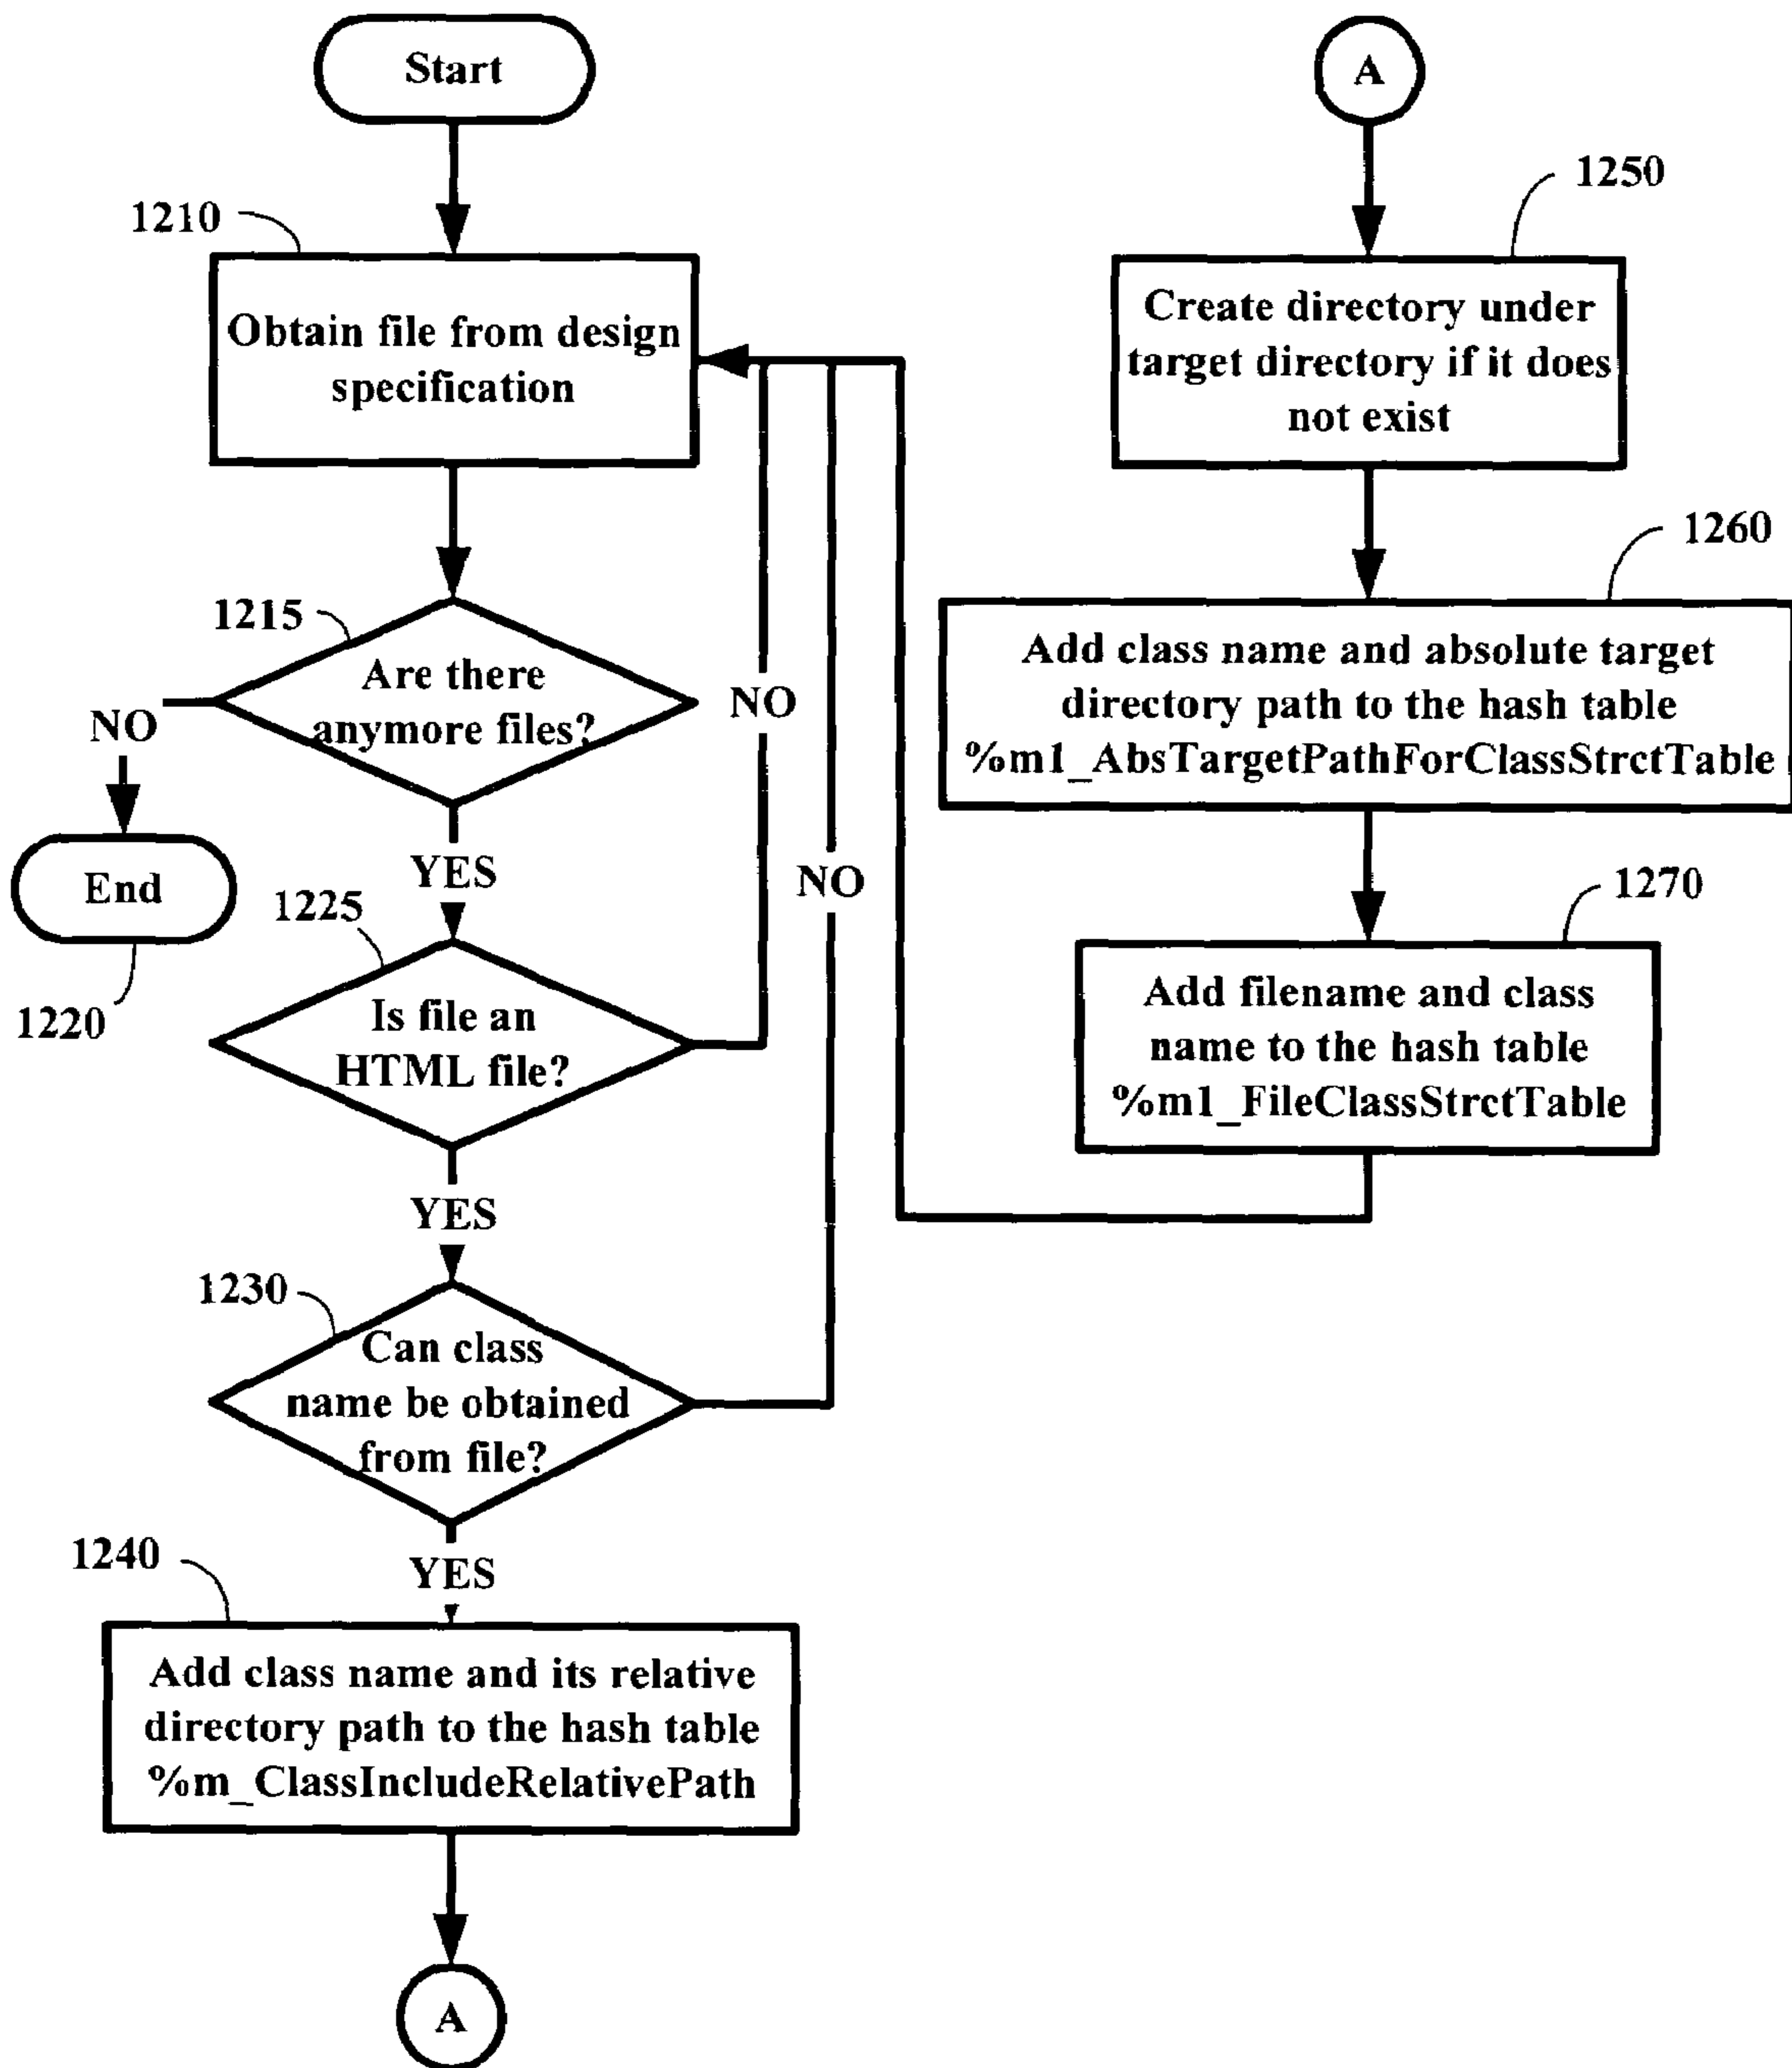 Start
1210
Obtain file from design
specification
1215
Are there
anymore files?
NO
End
1220
YES
1225
Is file an
HTML file?
NO
YES
1230
Can class
name be obtained
from file?
NO
YES
1240
Add class name and its relative
directory path to the hash table
%m_ClassIncludeRelativePath
A
A
1250
Create directory under
target directory if it does
not exist
1260
Add class name and absolute target
directory path to the hash table
%m1_AbsTargetPathForClassStrctTable
1270
Add filename and class
name to the hash table
%m1_FileClassStrctTable